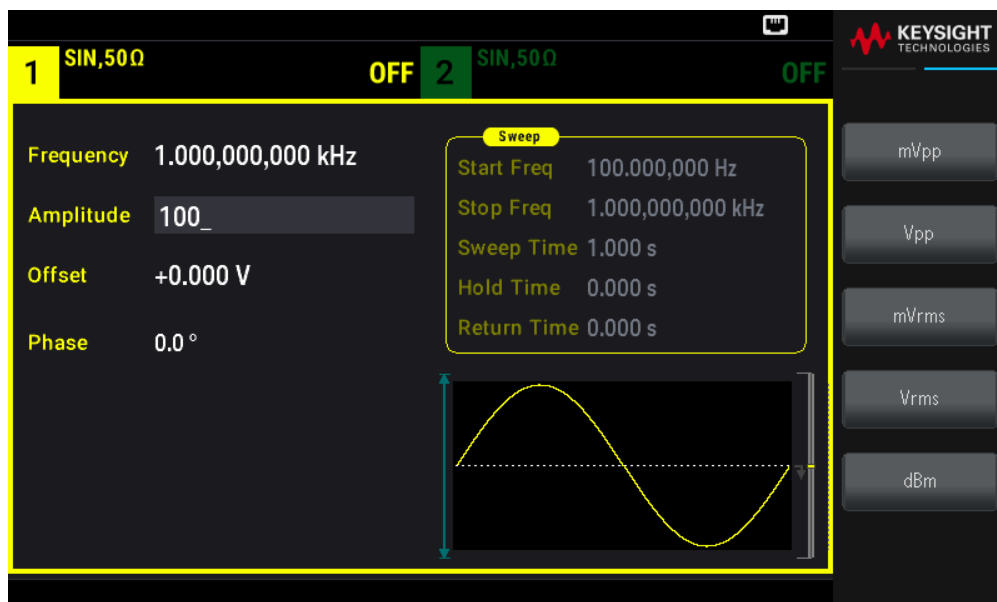 KEYSIGHT
TECHNOLOGIES
1 SIN,50Ω OFF 2 SIN,50Ω OFF
Frequency 1.000,000,000 kHz
Amplitude 100_
Offset +0.000 V
Phase 0.0 °
Sweep
Start Freq 100.000,000 Hz
Stop Freq 1.000,000,000 kHz
Sweep Time 1.000 s
Hold Time 0.000 s
Return Time 0.000 s
mVpp
Vpp
mVrms
Vrms
dBm